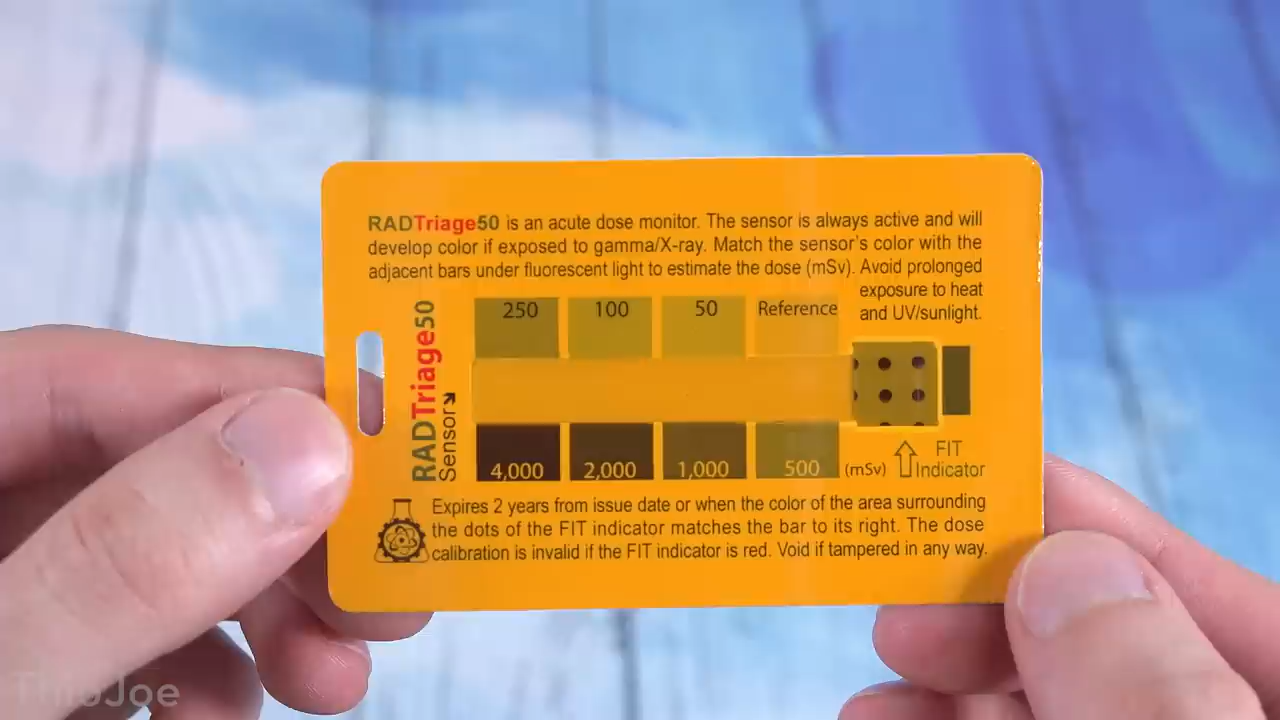 RADTriage50 is an acute dose monitor. The sensor is always active and will
develop color if exposed to gamma/X-ray. Match the sensor's color with the
adjacent bars under fluorescent light to estimate the dose (mSv). Avoid prolonged
exposure to heat
and UV/sunlight.
250 100 50 Reference
RADTriage50
Sensor
4,000 2,000 1,000 500 (mSv)
FIT
Indicator
Expires 2 years from issue date or when the color of the area surrounding
the dots of the FIT indicator matches the bar to its right. The dose
calibration is invalid if the FIT indicator is red. Void if tampered in any way.
ThioJoe